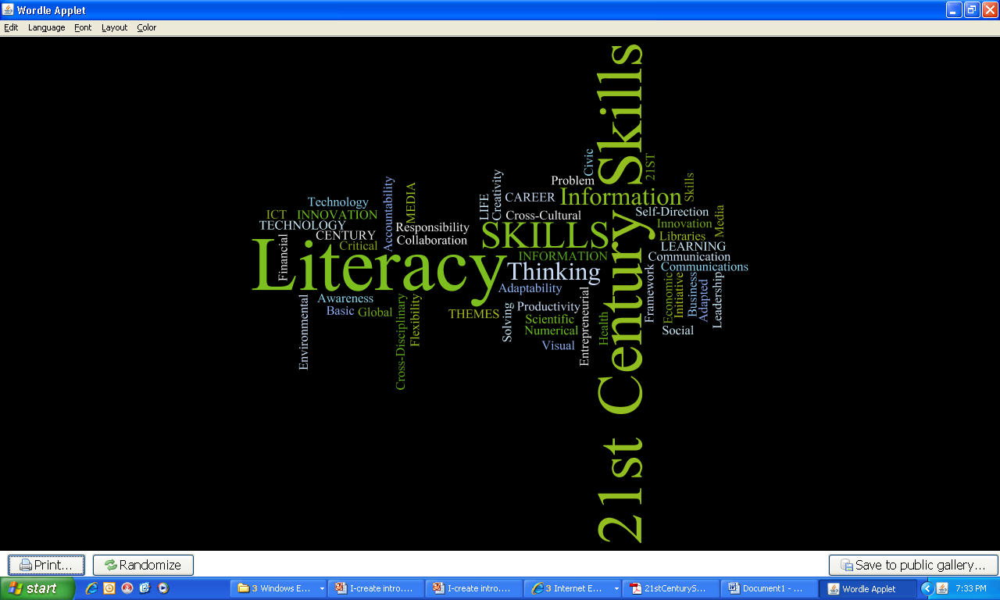 Wordle Applet
Edit Language Font Layout Color
21st Century Skills
Literacy
SKILLS
Information
Thinking
Civic
21ST
Problem
Skills
Creativity
LIFE
CAREER
Cross-Cultural
Self-Direction
Innovation
Media
Libraries
LEARNING
Communication
Communications
INFORMATION
Adaptability
Technology
Accountability
MEDIA
ICT
INNOVATION
TECHNOLOGY
CENTURY
Critical
Responsibility
Collaboration
Financial
Environmental
Awareness
Basic
Global
Cross-Disciplinary
Flexibility
THEMES
Solving
Productivity
Scientific
Numerical
Visual
Entrepreneurial
Health
Framework
Economic
Initiative
Business
Adapted
Leadership
Social
Print...
Randomize
Save to public gallery...
start
3 Windows E...
I-create intro....
I-create intro....
3 Internet E...
21stCenturyS...
Document1 - ...
Wordle Applet
7:33 PM